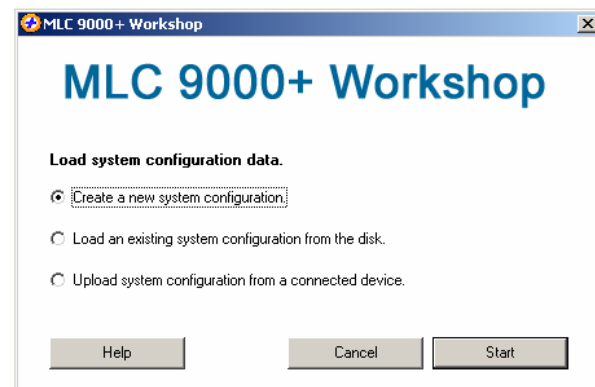 MLC 9000+ Workshop
MLC 9000+ Workshop
Load system configuration data.
Create a new system configuration.
Load an existing system configuration from the disk.
Upload system configuration from a connected device.
Help Cancel Start